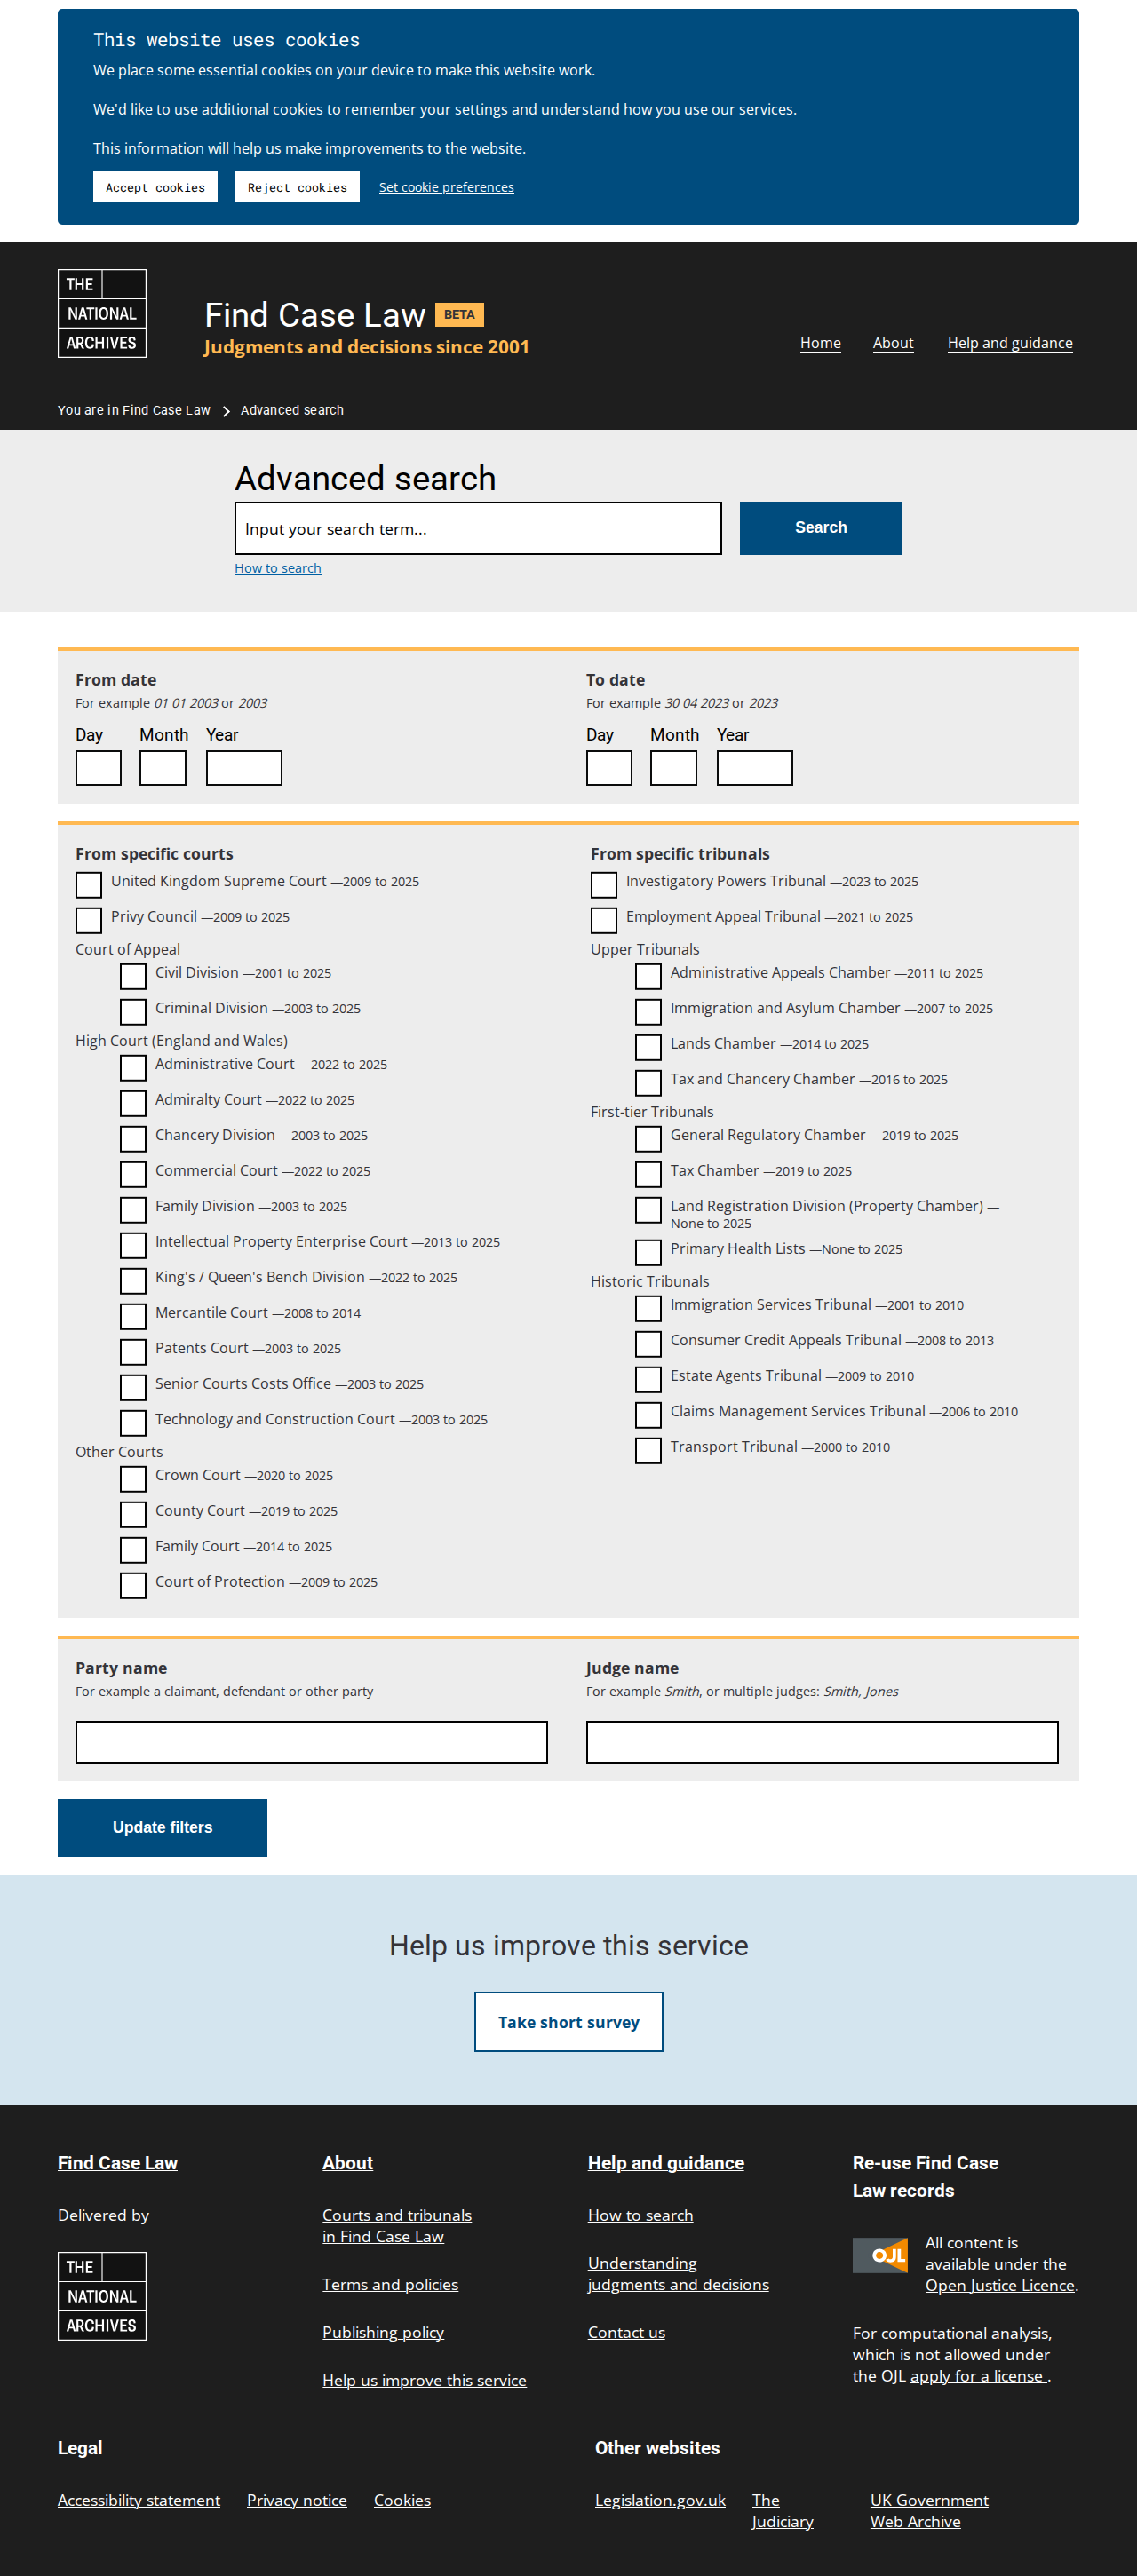 This website uses cookies
We place some essential cookies on your device to make this website work.
We'd like to use additional cookies to remember your settings and understand how you use our services.
This information will help us make improvements to the website.
Accept cookies Reject cookies Set cookie preferences
THE
NATIONAL
ARCHIVES
Find Case Law BETA
Judgments and decisions since 2001
Home About Help and guidance
You are in Find Case Law > Advanced search
Advanced search
Input your search term...
Search
How to search
From date
For example 01 01 2003 or 2003
Day Month Year
To date
For example 30 04 2023 or 2023
Day Month Year
From specific courts
United Kingdom Supreme Court —2009 to 2025
Privy Council —2009 to 2025
Court of Appeal
Civil Division —2001 to 2025
Criminal Division —2003 to 2025
High Court (England and Wales)
Administrative Court —2022 to 2025
Admiralty Court —2022 to 2025
Chancery Division —2003 to 2025
Commercial Court —2022 to 2025
Family Division —2003 to 2025
Intellectual Property Enterprise Court —2013 to 2025
King's / Queen's Bench Division —2022 to 2025
Mercantile Court —2008 to 2014
Patents Court —2003 to 2025
Senior Courts Costs Office —2003 to 2025
Technology and Construction Court —2003 to 2025
Other Courts
Crown Court —2020 to 2025
County Court —2019 to 2025
Family Court —2014 to 2025
Court of Protection —2009 to 2025
From specific tribunals
Investigatory Powers Tribunal —2023 to 2025
Employment Appeal Tribunal —2021 to 2025
Upper Tribunals
Administrative Appeals Chamber —2011 to 2025
Immigration and Asylum Chamber —2007 to 2025
Lands Chamber —2014 to 2025
Tax and Chancery Chamber —2016 to 2025
First-tier Tribunals
General Regulatory Chamber —2019 to 2025
Tax Chamber —2019 to 2025
Land Registration Division (Property Chamber) —
None to 2025
Primary Health Lists —None to 2025
Historic Tribunals
Immigration Services Tribunal —2001 to 2010
Consumer Credit Appeals Tribunal —2008 to 2013
Estate Agents Tribunal —2009 to 2010
Claims Management Services Tribunal —2006 to 2010
Transport Tribunal —2000 to 2010
Party name
For example a claimant, defendant or other party
Judge name
For example Smith, or multiple judges: Smith, Jones
Update filters
Help us improve this service
Take short survey
Find Case Law
Delivered by
THE
NATIONAL
ARCHIVES
About
Courts and tribunals
in Find Case Law
Terms and policies
Publishing policy
Help us improve this service
Help and guidance
How to search
Understanding
judgments and decisions
Contact us
Re-use Find Case
Law records
OJL
All content is
available under the
Open Justice Licence.
For computational analysis,
which is not allowed under
the OJL apply for a license .
Legal
Accessibility statement Privacy notice Cookies
Other websites
Legislation.gov.uk
The
Judiciary
UK Government
Web Archive